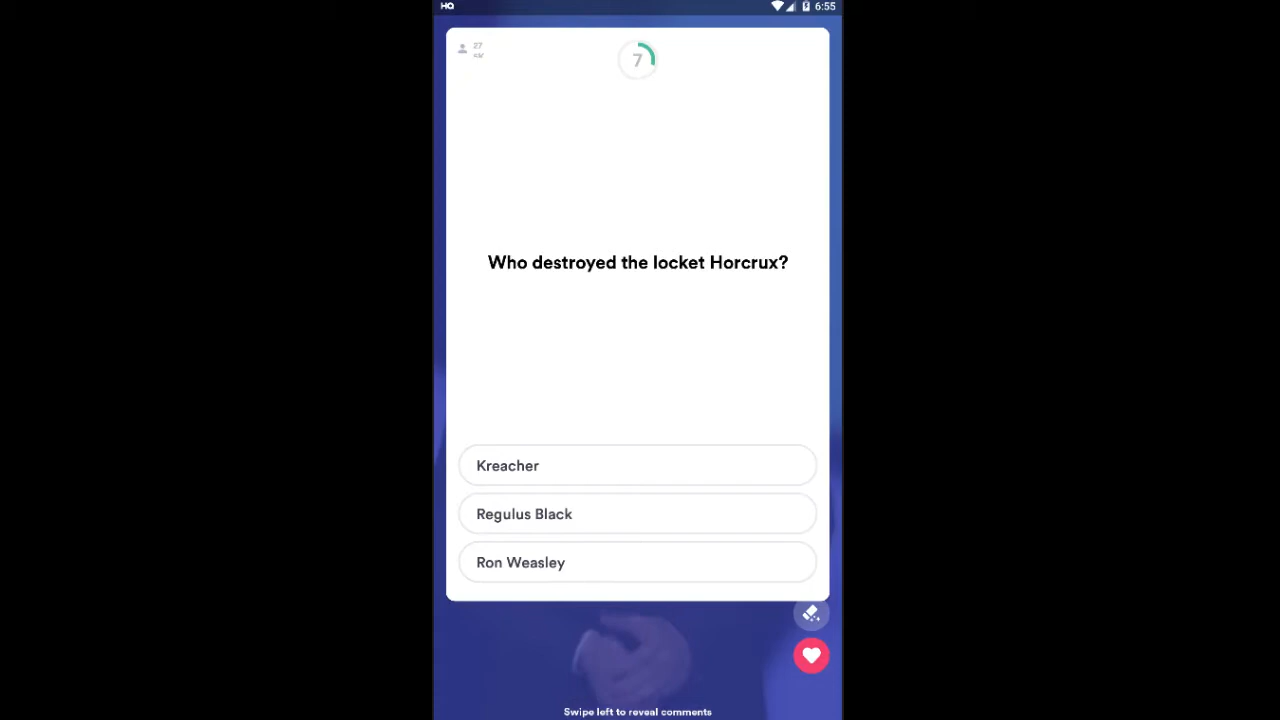 HQ
6:55
27
7
Who destroyed the locket Horcrux?
Kreacher
Regulus Black
Ron Weasley
Swipe left to reveal comments